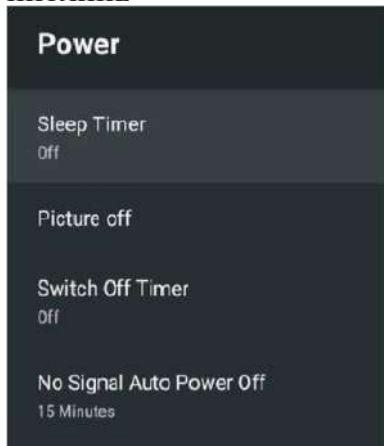 Power
Sleep Timer
Off
Picture off
Switch Off Timer
Off
No Signal Auto Power Off
15 Minutes